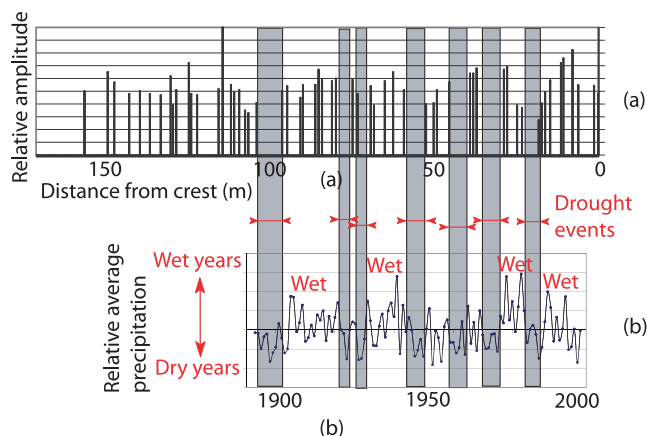 Relative amplitude
(a)
150
100
50
0
Distance from crest (m)
(a)
Drought
events
Wet years
Dry years
Relative average
precipitation
Wet
Wet
Wet
Wet
(b)
1900
1950
2000
(b)